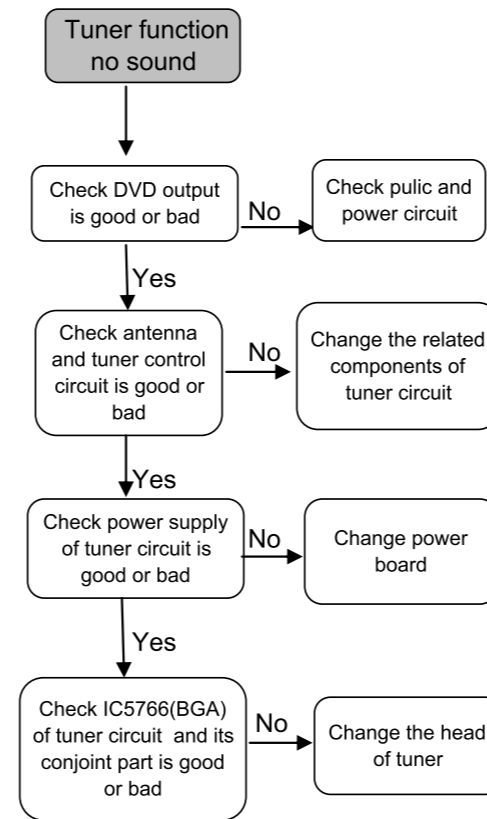 Tuner function
no sound
Check DVD output
is good or bad
No
Check pulic and
power circuit
Yes
Check antenna
and tuner control
circuit is good or
bad
No
Change the related
components of
tuner circuit
Yes
Check power supply
of tuner circuit is
good or bad
No
Change power
board
Yes
Check IC5766(BGA)
of tuner circuit and its
conjoint part is good
or bad
No
Change the head
of tuner